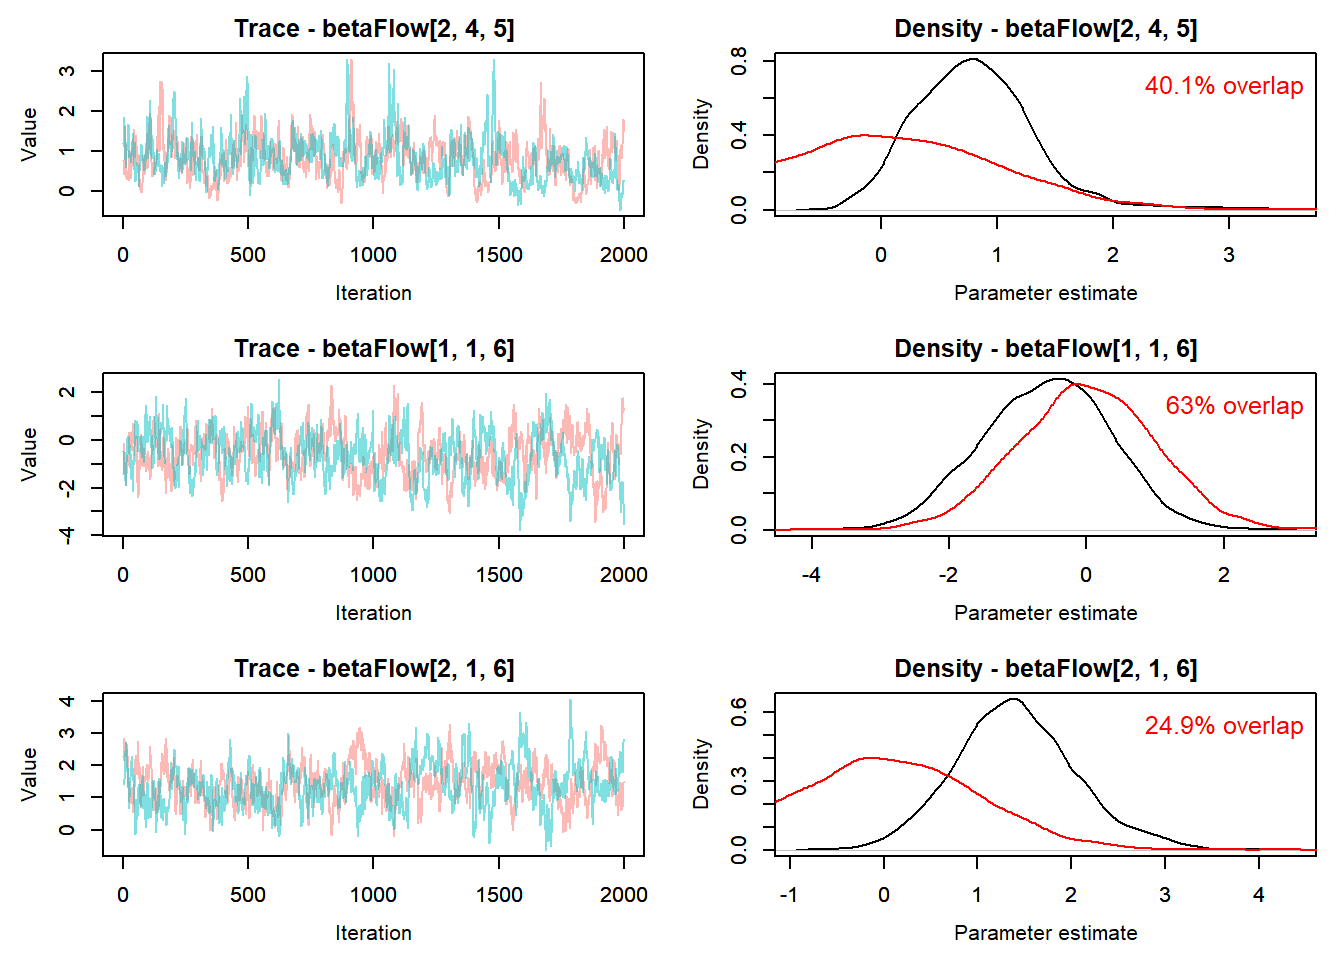 Trace - betaFlow[2, 4, 5]
Value
0 1 2 3
0 500 1000 1500 2000
Iteration
Density - betaFlow[2, 4, 5]
40.1% overlap
Density
0.0 0.4 0.8
0 1 2 3
Parameter estimate
Trace - betaFlow[1, 1, 6]
Value
-4 -2 0 2
0 500 1000 1500 2000
Iteration
Density - betaFlow[1, 1, 6]
63% overlap
Density
0.0 0.2 0.4
-4 -2 0 2
Parameter estimate
Trace - betaFlow[2, 1, 6]
Value
0 1 2 3 4
0 500 1000 1500 2000
Iteration
Density - betaFlow[2, 1, 6]
24.9% overlap
Density
0.0 0.3 0.6
-1 0 1 2 3 4
Parameter estimate